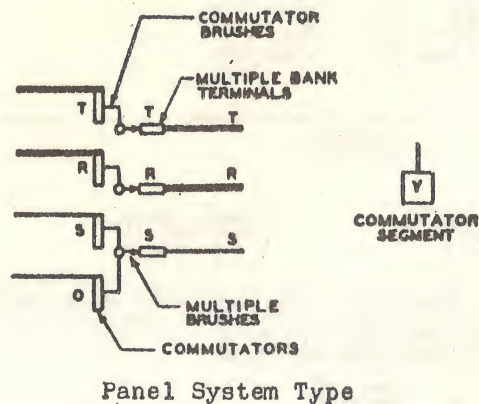 COMMUTATOR
BRUSHES
MULTIPLE BANK
TERMINALS
T T T
R R R
S S S
O
MULTIPLE
BRUSHES
COMMUTATORS
Y
COMMUTATOR
SEGMENT
Panel System Type